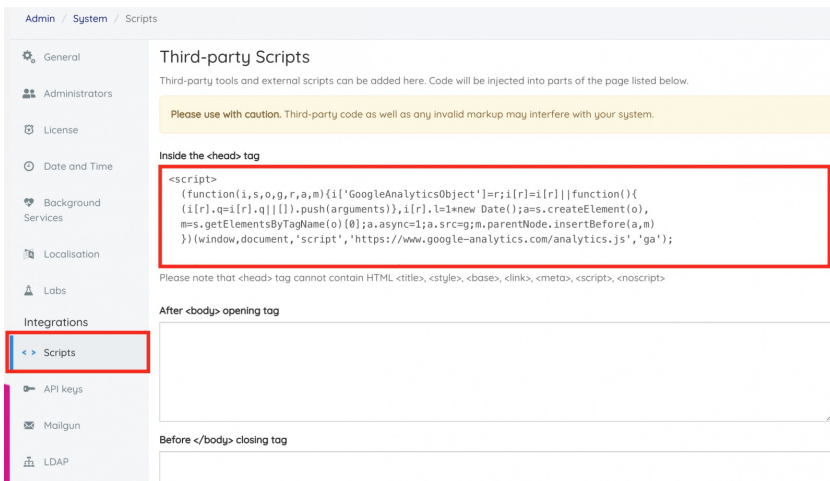 Admin / System / Scripts
General
Administrators
License
Date and Time
Background
Services
Localisation
Labs
Integrations
< > Scripts
API keys
Mailgun
LDAP
Third-party Scripts
Third-party tools and external scripts can be added here. Code will be injected into parts of the page listed below.
Please use with caution. Third-party code as well as any invalid markup may interfere with your system.
Inside the <head> tag
<script>
(function(i,s,o,g,r,a,m){i['GoogleAnalyticsObject']=r;i[r]=i[r]||function(){
(i[r].q=i[r].q||[]).push(arguments)},i[r].l=1*new Date();a=s.createElement(o),
m=s.getElementsByTagName(o)[0];a.async=1;a.src=g;m.parentNode.insertBefore(a,m)
})(window,document,'script','https://www.google-analytics.com/analytics.js','ga');
Please note that <head> tag cannot contain HTML <title>, <style>, <base>, <link>, <meta>, <script>, <noscript>
After <body> opening tag
Before </body> closing tag